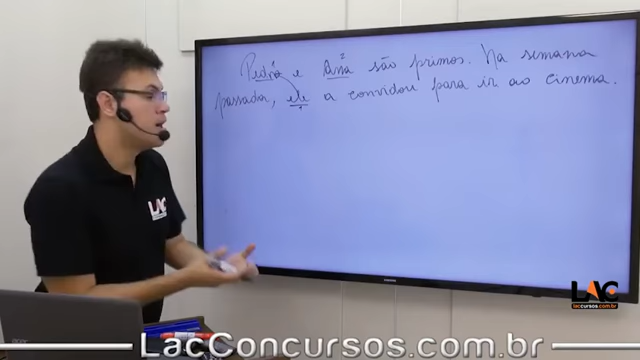 Pedro e Ana são primos. Na semana
passada, ele a convidou para ir ao cinema.
LAC
LAC
lacconcursos.com.br
LacConcursos.com.br